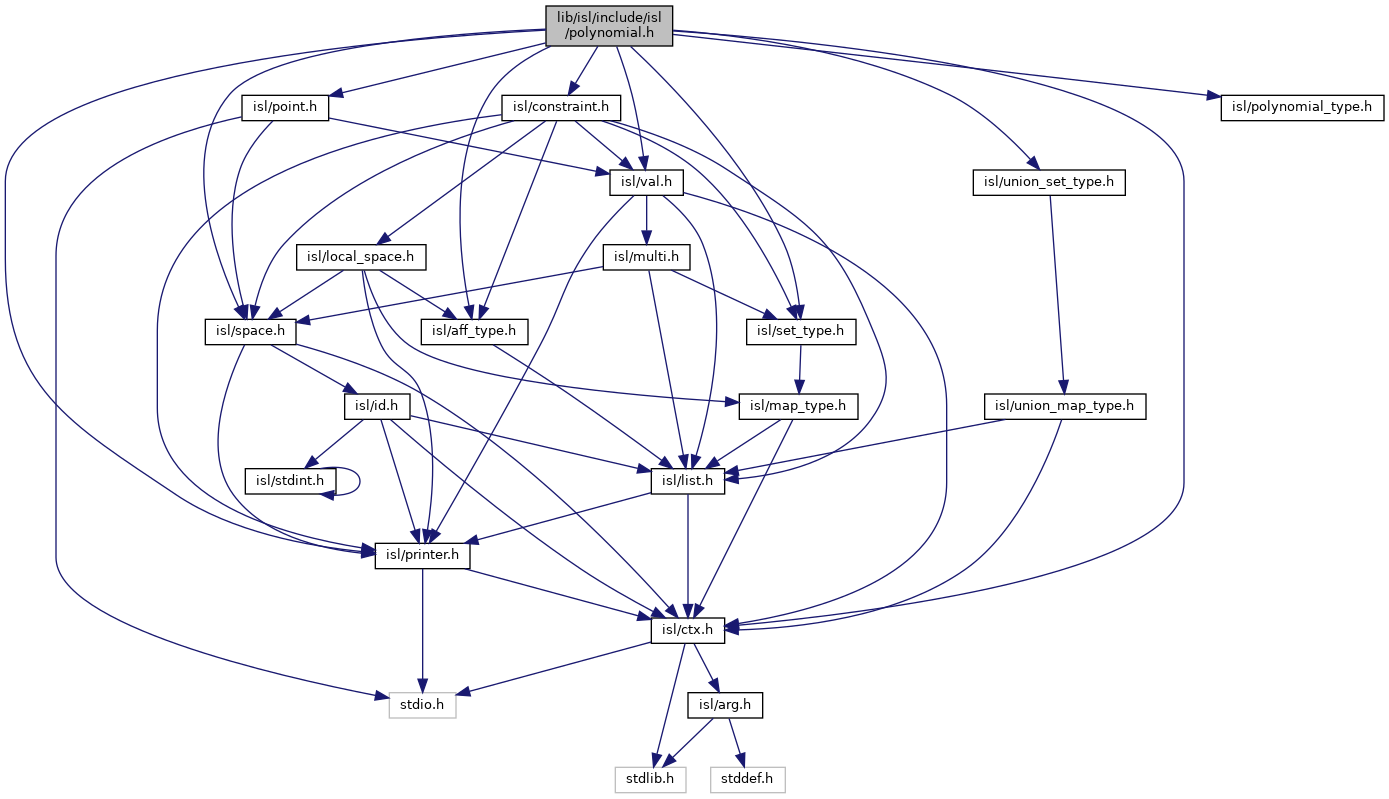 lib/isl/include/isl
/polynomial.h
isl/point.h
isl/constraint.h
isl/polynomial_type.h
isl/val.h
isl/union_set_type.h
isl/local_space.h
isl/multi.h
isl/space.h
isl/aff_type.h
isl/set_type.h
isl/id.h
isl/map_type.h
isl/union_map_type.h
isl/stdint.h
isl/list.h
isl/printer.h
isl/ctx.h
stdio.h
isl/arg.h
stdlib.h
stddef.h